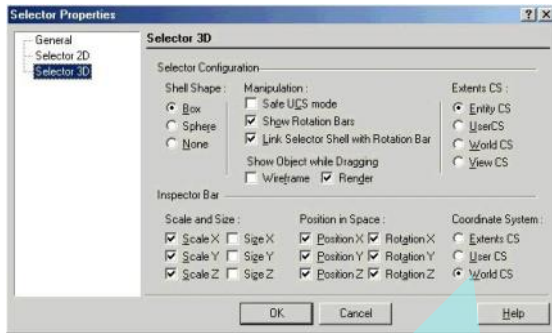 Selector Properties
General
Selector 2D
Selector 3D
Selector 3D
Selector Configuration
Shell Shape :
Box
Sphere
None
Manipulation :
Safe UCS mode
Show Rotation Bars
Link Selector Shell with Rotation Bar
Show Object while Dragging
Wireframe Render
Extents CS :
Entity CS
UserCS
World CS
View CS
Inspector Bar
Scale and Size :
Scale X Size X
Scale Y Size Y
Scale Z Size Z
Position in Space :
Position X Rotation X
Position Y Rotation Y
Position Z Rotation Z
Coordinate System :
Extents CS
User CS
World CS
OK Cancel Help